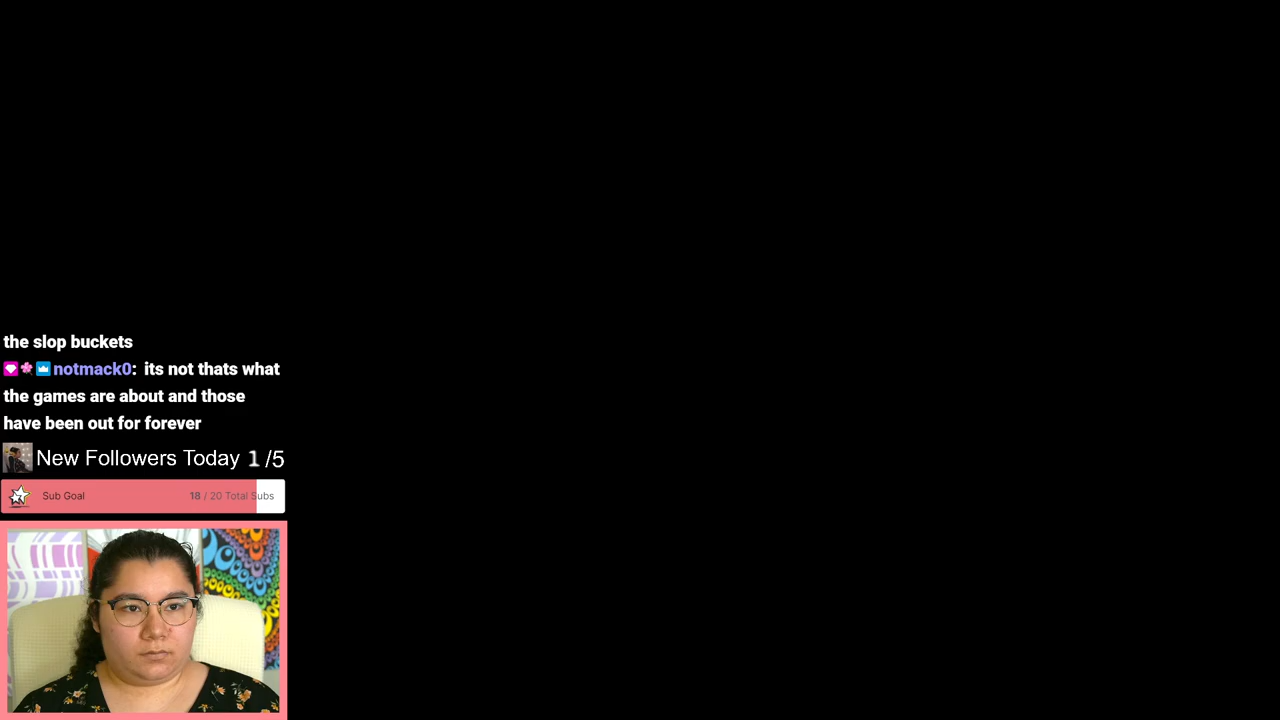 the slop buckets
notmack0: its not thats what
the games are about and those
have been out for forever
New Followers Today 1 /5
Sub Goal 18 / 20 Total Subs